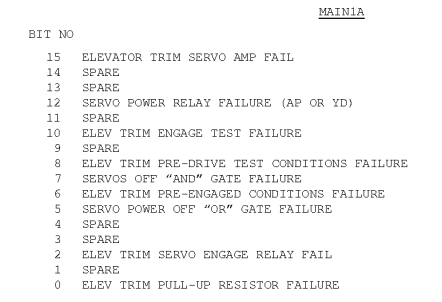 MAIN1A
BIT NO
15 ELEVATOR TRIM SERVO AMP FAIL
14 SPARE
13 SPARE
12 SERVO POWER RELAY FAILURE (AP OR YD)
11 SPARE
10 ELEV TRIM ENGAGE TEST FAILURE
9 SPARE
8 ELEV TRIM PRE-DRIVE TEST CONDITIONS FAILURE
7 SERVOS OFF “AND” GATE FAILURE
6 ELEV TRIM PRE-ENGAGED CONDITIONS FAILURE
5 SERVO POWER OFF “OR” GATE FAILURE
4 SPARE
3 SPARE
2 ELEV TRIM SERVO ENGAGE RELAY FAIL
1 SPARE
0 ELEV TRIM PULL-UP RESISTOR FAILURE